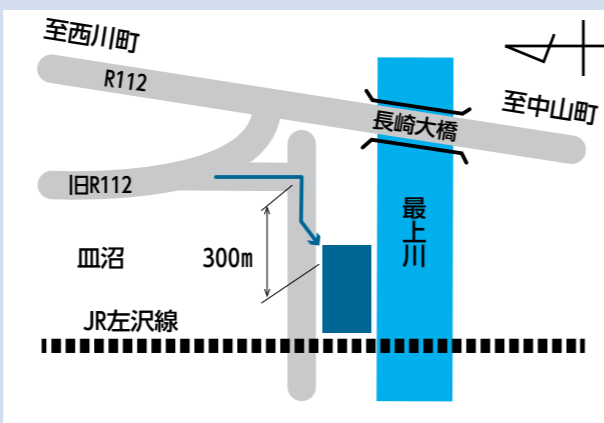 至西川町
R112
長崎大橋
至中山町
旧R112
最上川
皿沼
300m
JR左沢線